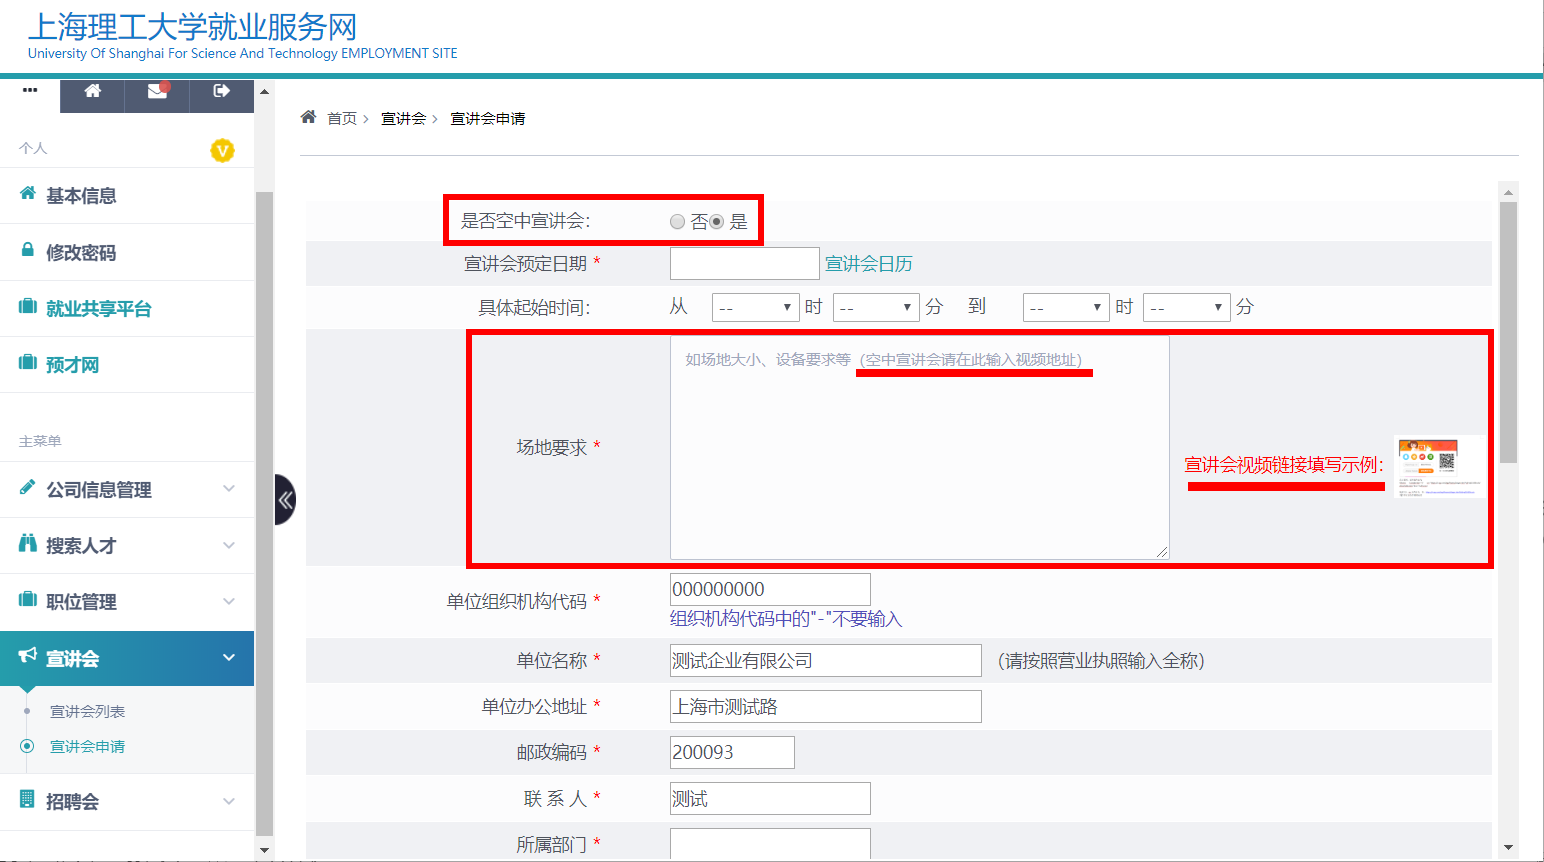 上海理工大学就业服务网
University Of Shanghai For Science And Technology EMPLOYMENT SITE
个人
V
基本信息
修改密码
就业共享平台
预才网
主菜单
公司信息管理
搜索人才
职位管理
宣讲会
宣讲会列表
宣讲会申请
招聘会
首页 > 宣讲会 > 宣讲会申请
是否空中宣讲会： 否 是
宣讲会预定日期 * 宣讲会日历
具体起始时间： 从 -- 时 -- 分 到 -- 时 -- 分
如场地大小、设备要求等（空中宣讲会请在此输入视频地址）
场地要求 *
宣讲会视频链接填写示例：
单位组织机构代码 * 000000000
组织机构代码中的"-"不要输入
单位名称 * 测试企业有限公司 （请按照营业执照输入全称）
单位办公地址 * 上海市测试路
邮政编码 * 200093
联 系 人 * 测试
所属部门 *